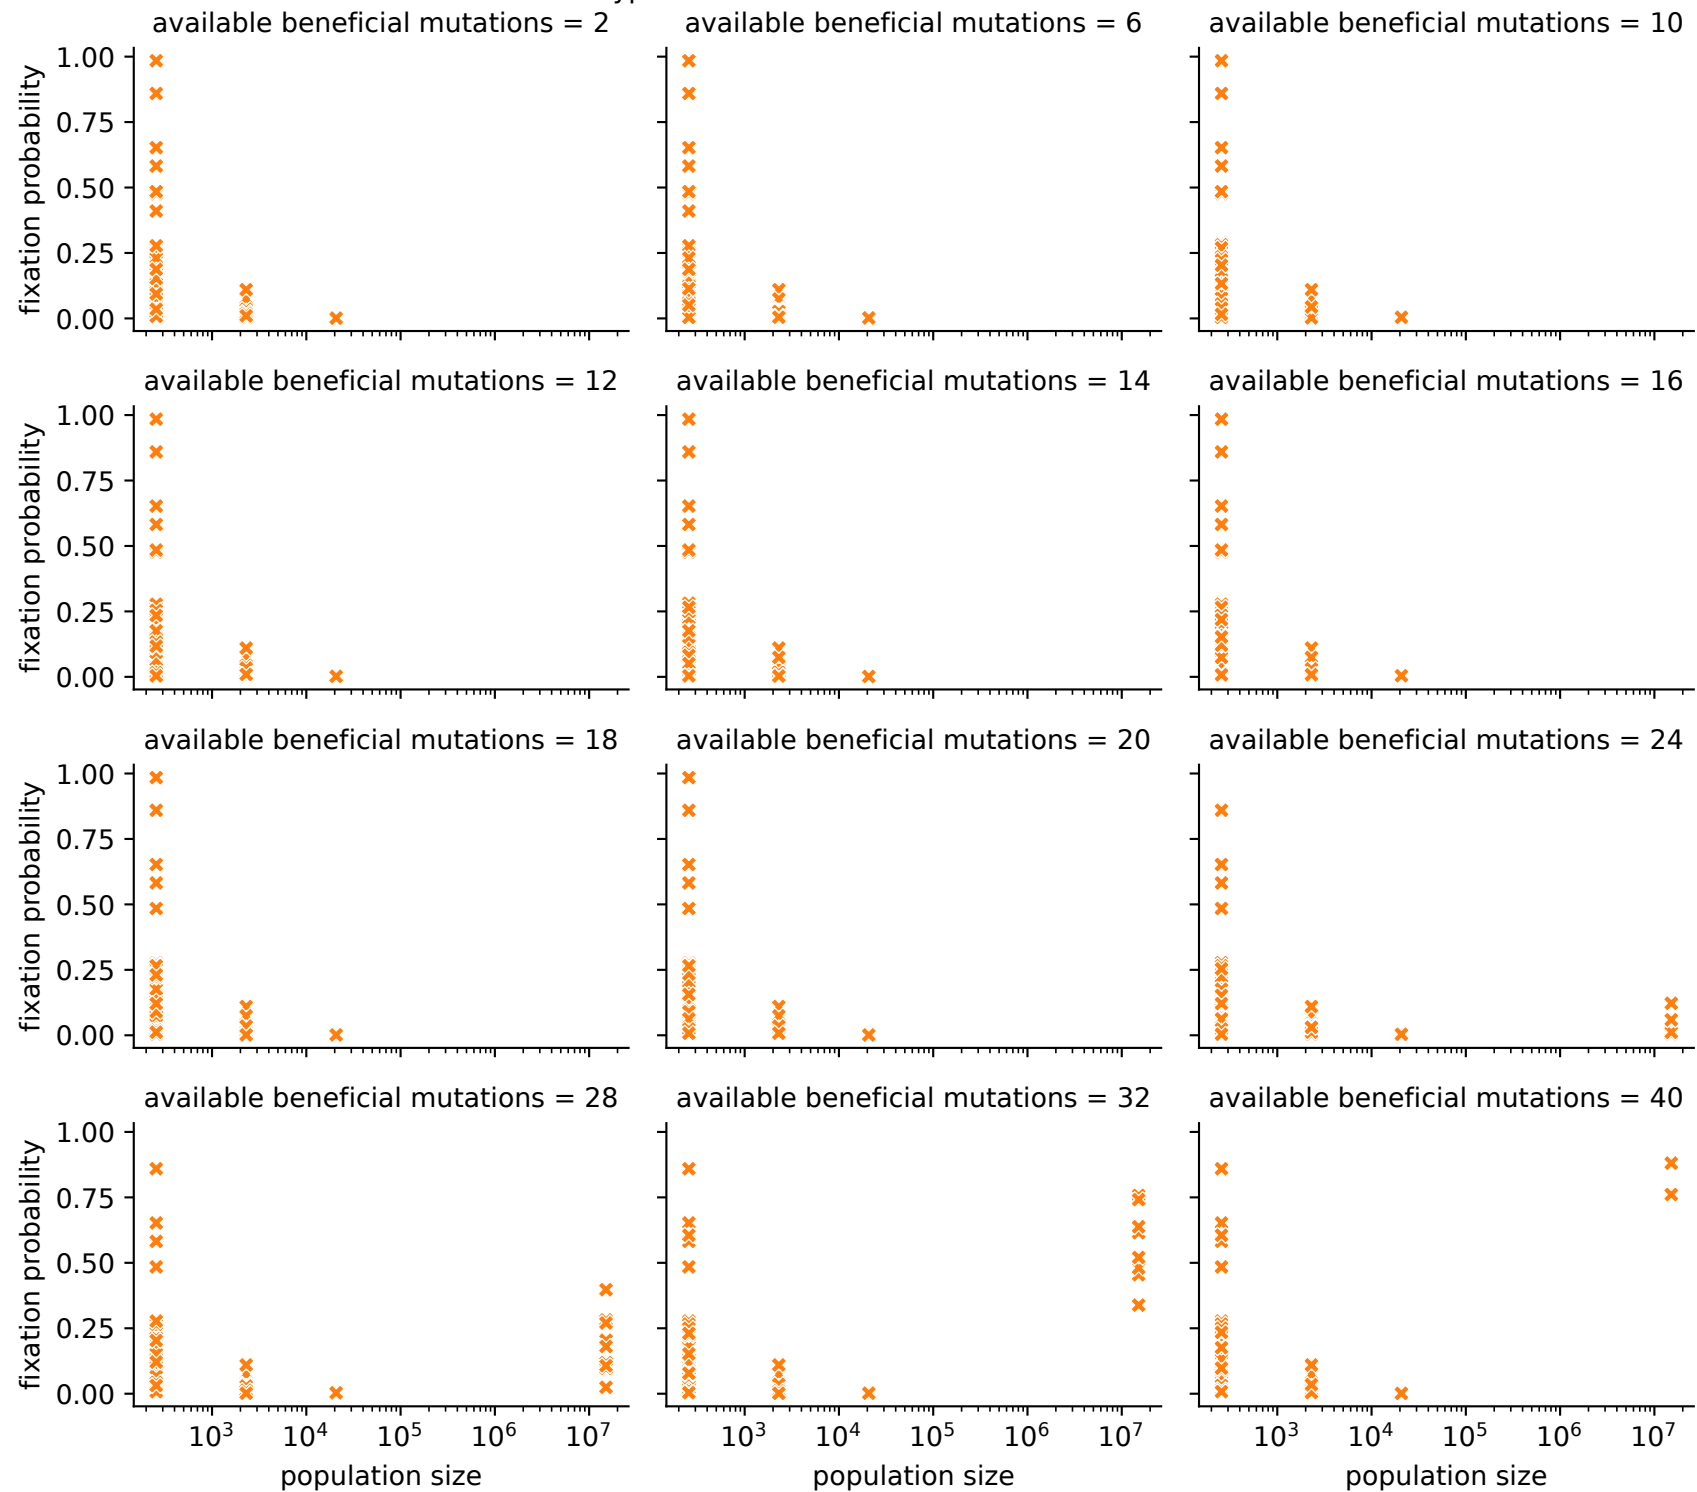 available beneficial mutations = 2
available beneficial mutations = 6
available beneficial mutations = 10
fixation probability
1.00
0.75
0.50
0.25
0.00
available beneficial mutations = 12
available beneficial mutations = 14
available beneficial mutations = 16
fixation probability
1.00
0.75
0.50
0.25
0.00
available beneficial mutations = 18
available beneficial mutations = 20
available beneficial mutations = 24
fixation probability
1.00
0.75
0.50
0.25
0.00
available beneficial mutations = 28
available beneficial mutations = 32
available beneficial mutations = 40
fixation probability
1.00
0.75
0.50
0.25
0.00
10³ 10⁴ 10⁵ 10⁶ 10⁷
10³ 10⁴ 10⁵ 10⁶ 10⁷
10³ 10⁴ 10⁵ 10⁶ 10⁷
population size
population size
population size